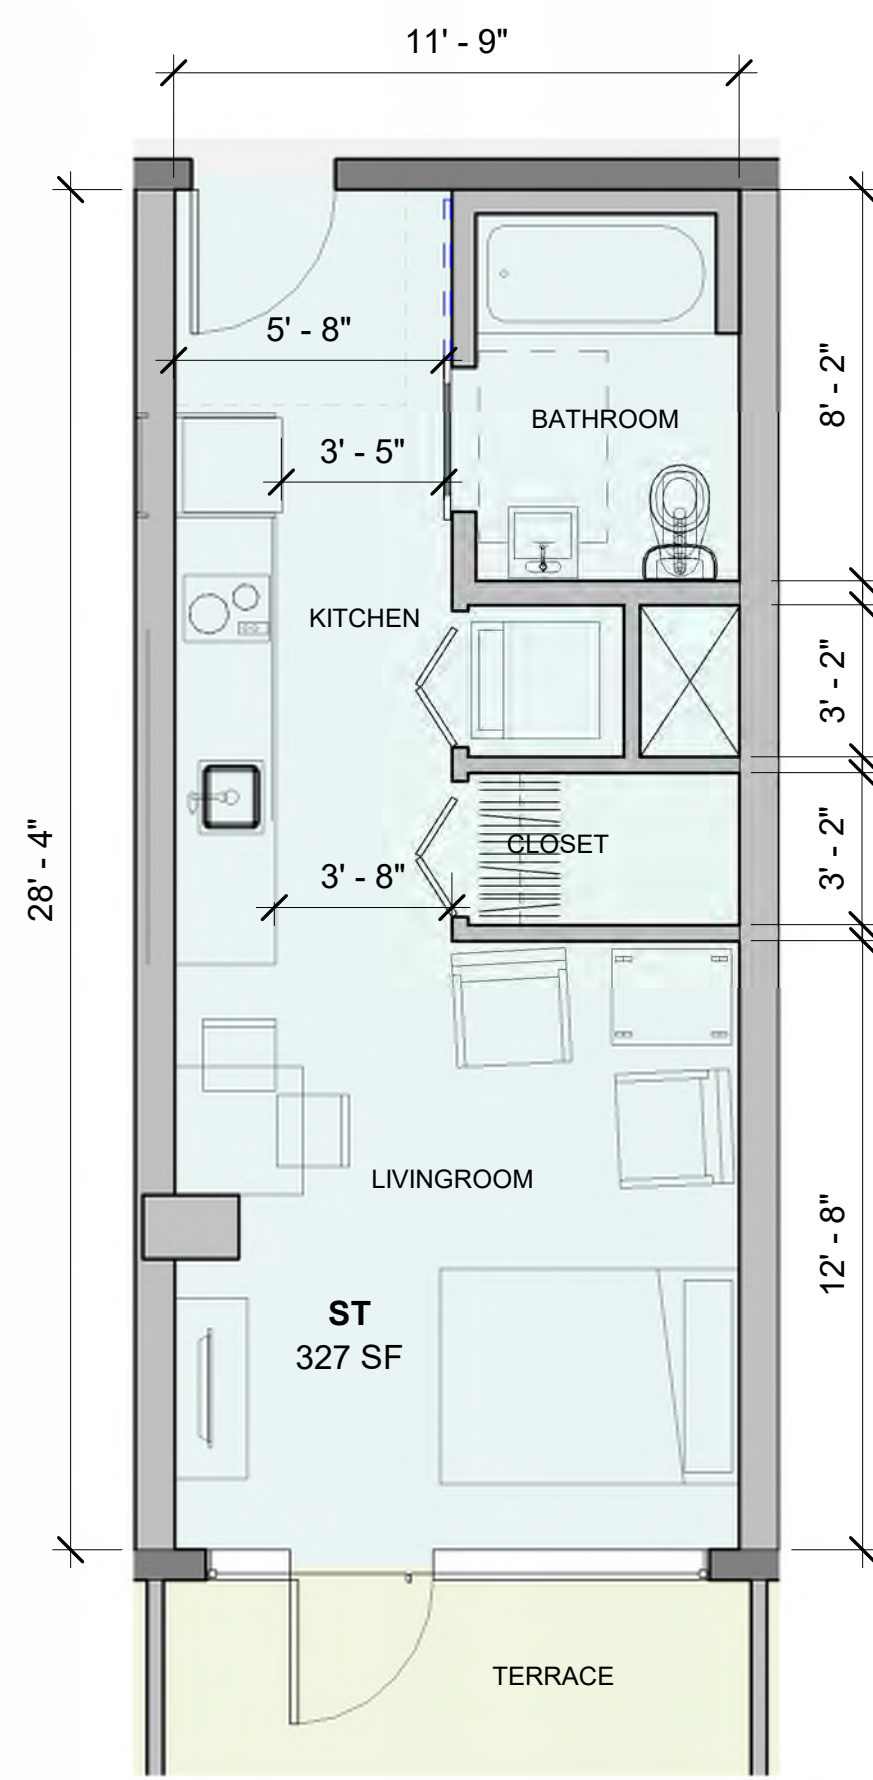 11' - 9"
5' - 8"
8' - 2"
BATHROOM
3' - 5"
KITCHEN
3' - 2"
28' - 4"
CLOSET
3' - 2"
3' - 8"
LIVINGROOM
12' - 8"
ST
327 SF
TERRACE